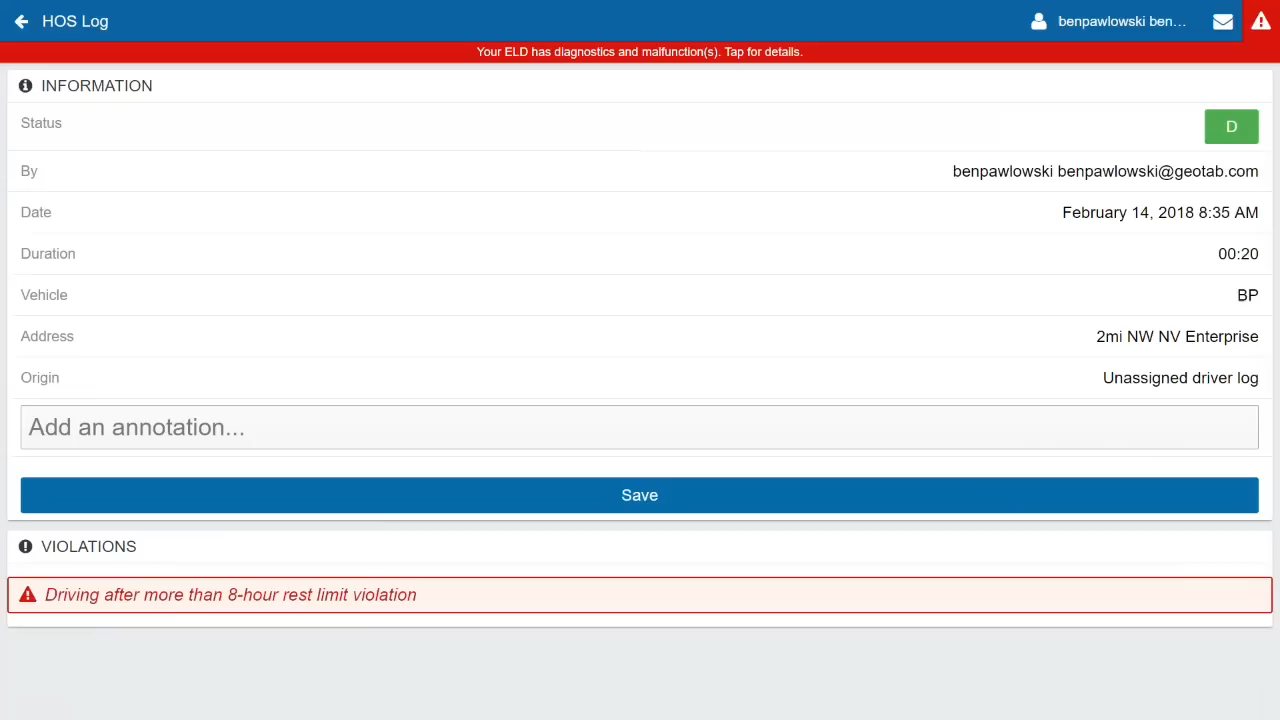 HOS Log
benpawlowski ben...
Your ELD has diagnostics and malfunction(s). Tap for details.
INFORMATION
Status
D
By
benpawlowski benpawlowski@geotab.com
Date
February 14, 2018 8:35 AM
Duration
00:20
Vehicle
BP
Address
2mi NW NV Enterprise
Origin
Unassigned driver log
Add an annotation...
Save
VIOLATIONS
Driving after more than 8-hour rest limit violation